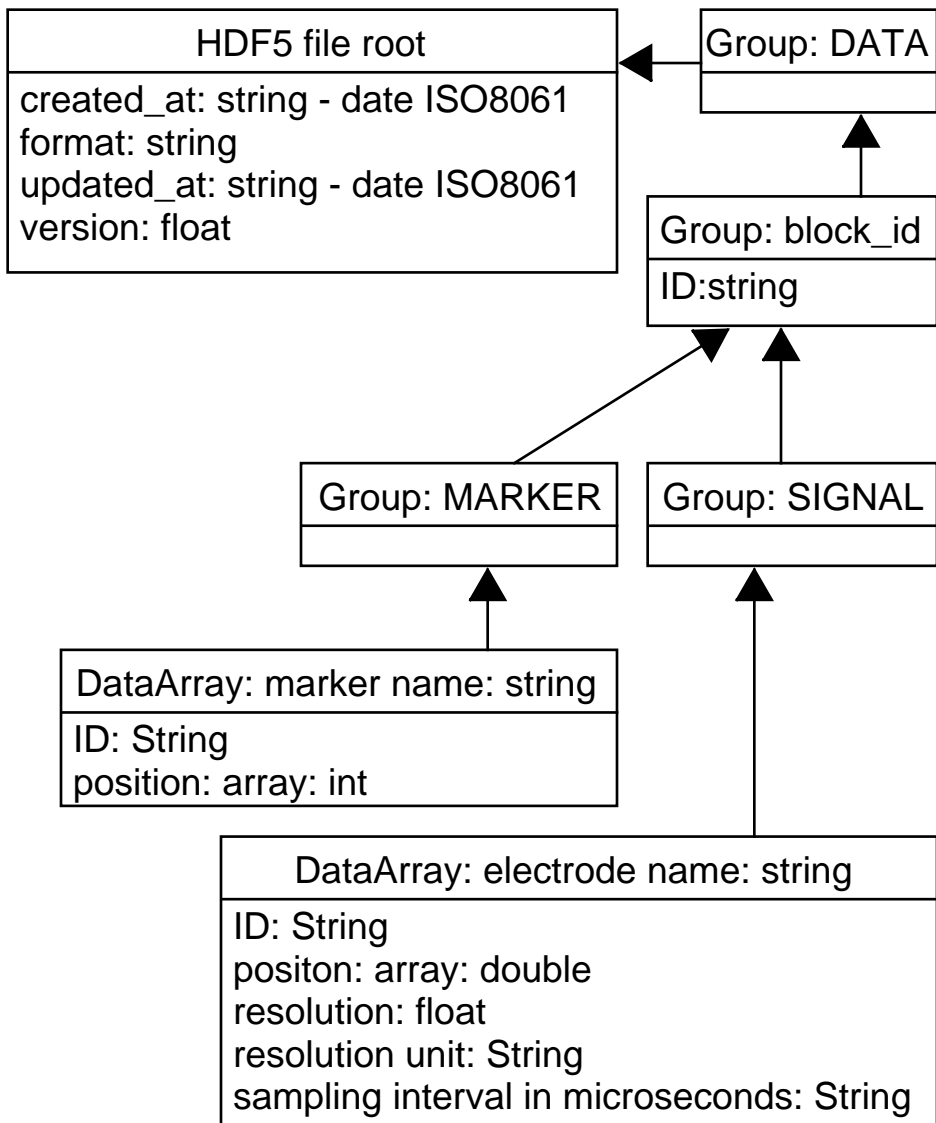 HDF5 file root
created_at: string - date ISO8061
format: string
updated_at: string - date ISO8061
version: float
Group: DATA
Group: block_id
ID:string
Group: MARKER
Group: SIGNAL
DataArray: marker name: string
ID: String
position: array: int
DataArray: electrode name: string
ID: String
positon: array: double
resolution: float
resolution unit: String
sampling interval in microseconds: String